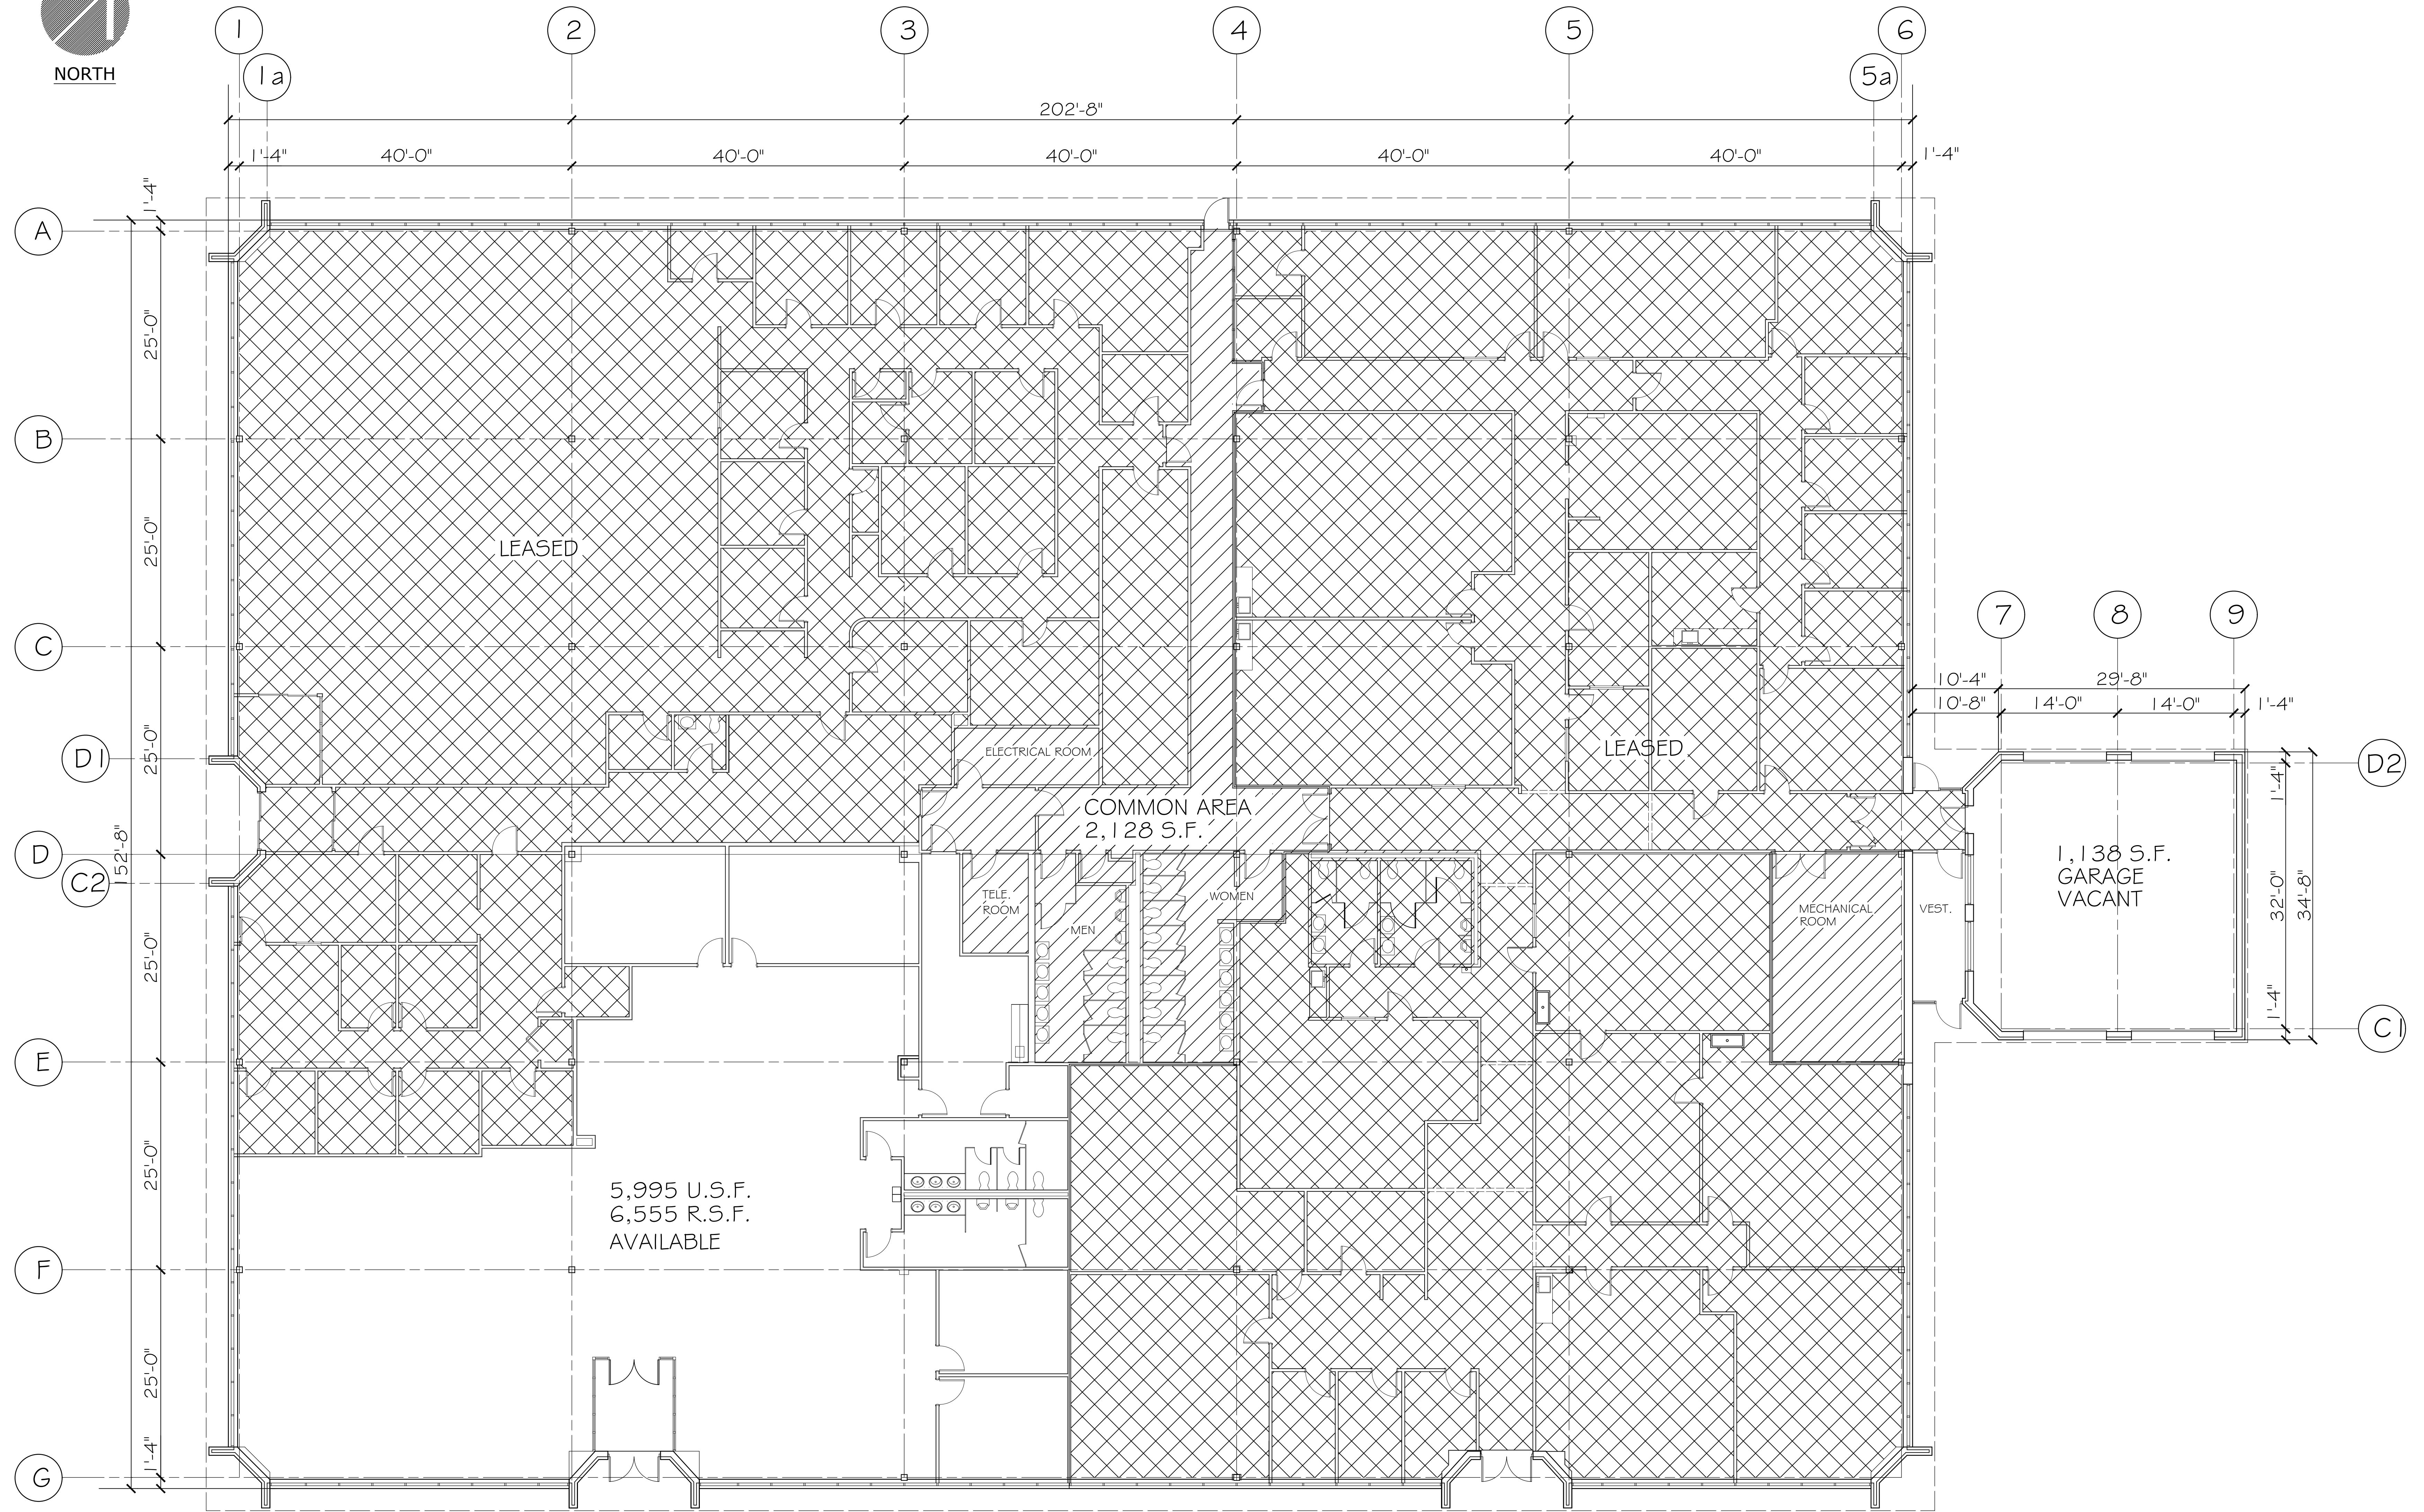 NORTH
1
2
3
4
5
6
1a
5a
202'-8"
1'-4"
40'-0"
40'-0"
40'-0"
40'-0"
40'-0"
1'-4"
1'-4"
A
25'-0"
B
25'-0"
LEASED
C
7
8
9
10'-4"
29'-8"
10'-8"
14'-0"
14'-0"
1'-4"
25'-0"
D1
ELECTRICAL ROOM
LEASED
D2
1'-4"
COMMON AREA
2,128 S.F.
152'-8"
D
C2
1,138 S.F.
GARAGE
VACANT
TELE.
ROOM
WOMEN
MECHANICAL
ROOM
VEST.
MEN
32'-0"
34'-8"
25'-0"
1'-4"
C1
E
25'-0"
5,995 U.S.F.
6,555 R.S.F.
AVAILABLE
F
25'-0"
1'-4"
G